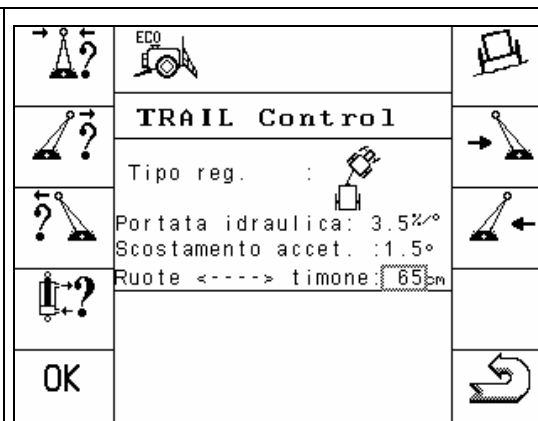 ?
ECO
TRAIL Control
?
Tipo reg. :
?
Portata idraulica: 3.5%/°
Scostamento accet. :1.5°
Ruote <----> timone: 65cm
?
OK